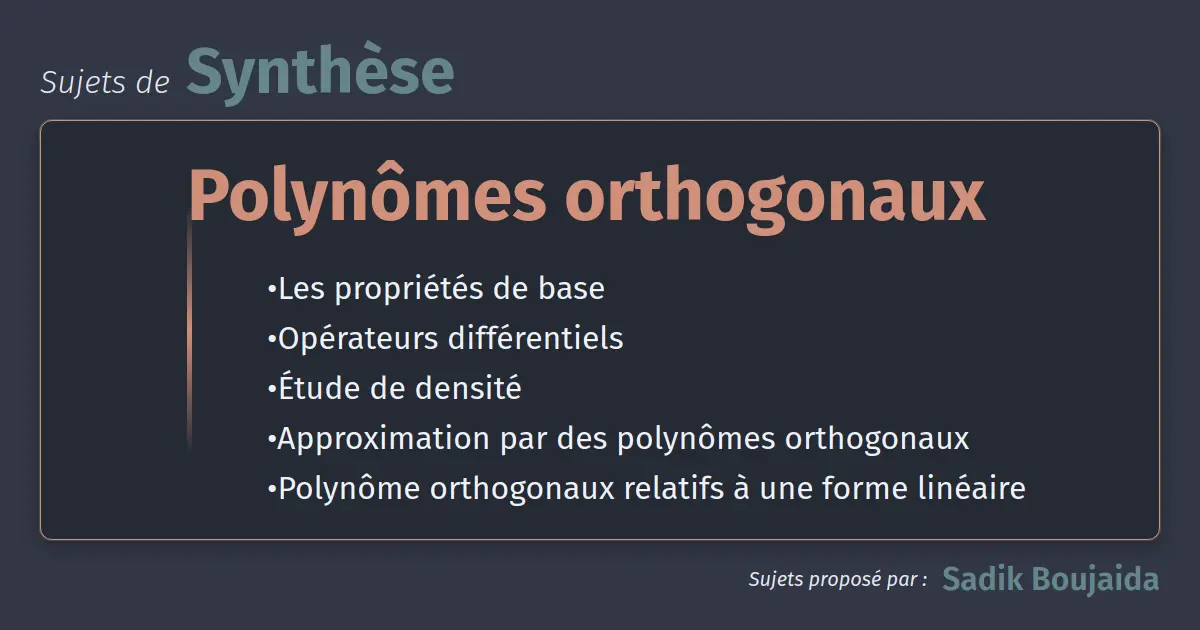 Sujets de Synthèse
Polynômes orthogonaux
•Les propriétés de base
•Opérateurs différentiels
•Étude de densité
•Approximation par des polynômes orthogonaux
•Polynôme orthogonaux relatifs à une forme linéaire
Sujets proposé par : Sadik Boujaida